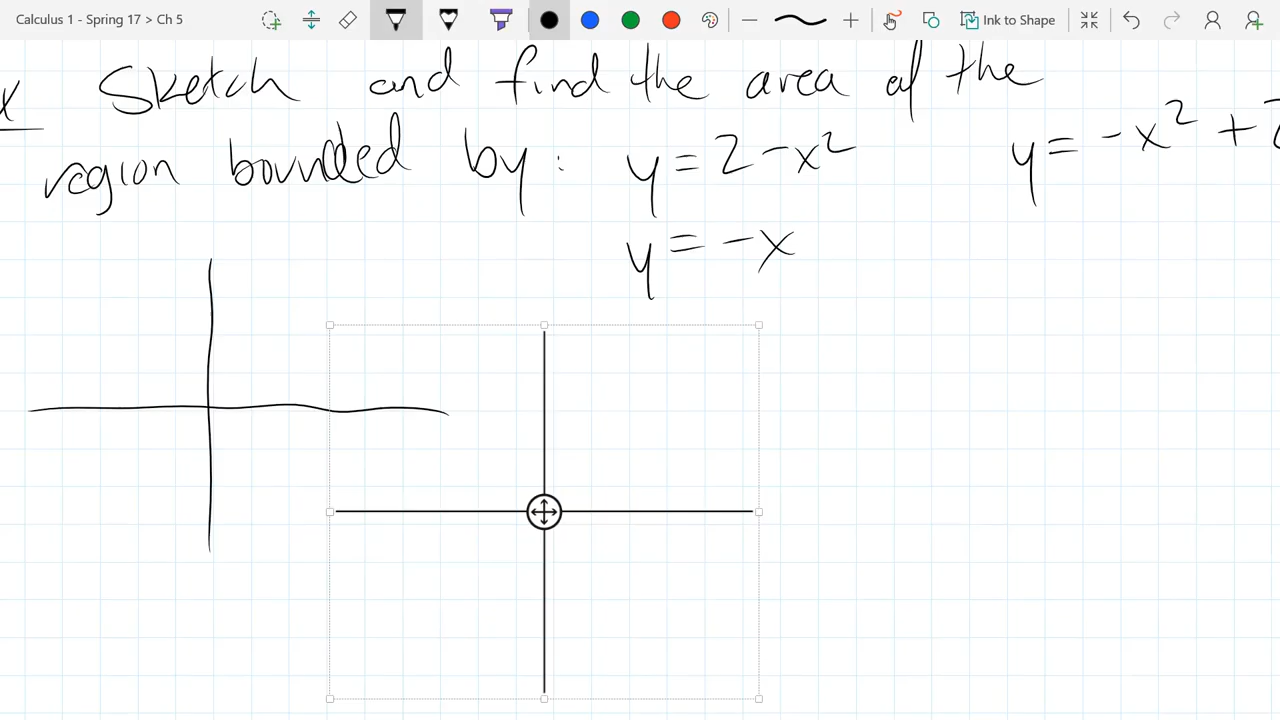 Calculus 1 - Spring 17 > Ch 5
Ink to Shape
Sketch and find the area of the
region bounded by: y = 2 - x²
y = -x² +
y = -x